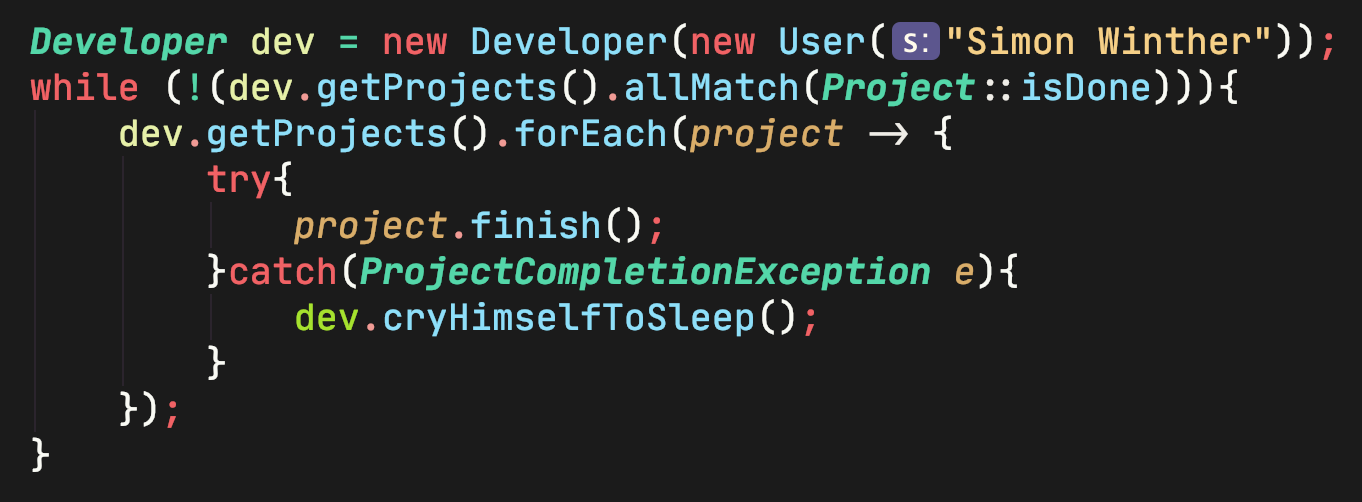 Developer dev = new Developer(new User( s: "Simon Winther"));
while (!(dev.getProjects().allMatch(Project::isDone))){
    dev.getProjects().forEach(project -> {
        try{
            project.finish();
        }catch(ProjectCompletionException e){
            dev.cryHimselfToSleep();
        }
    });
}